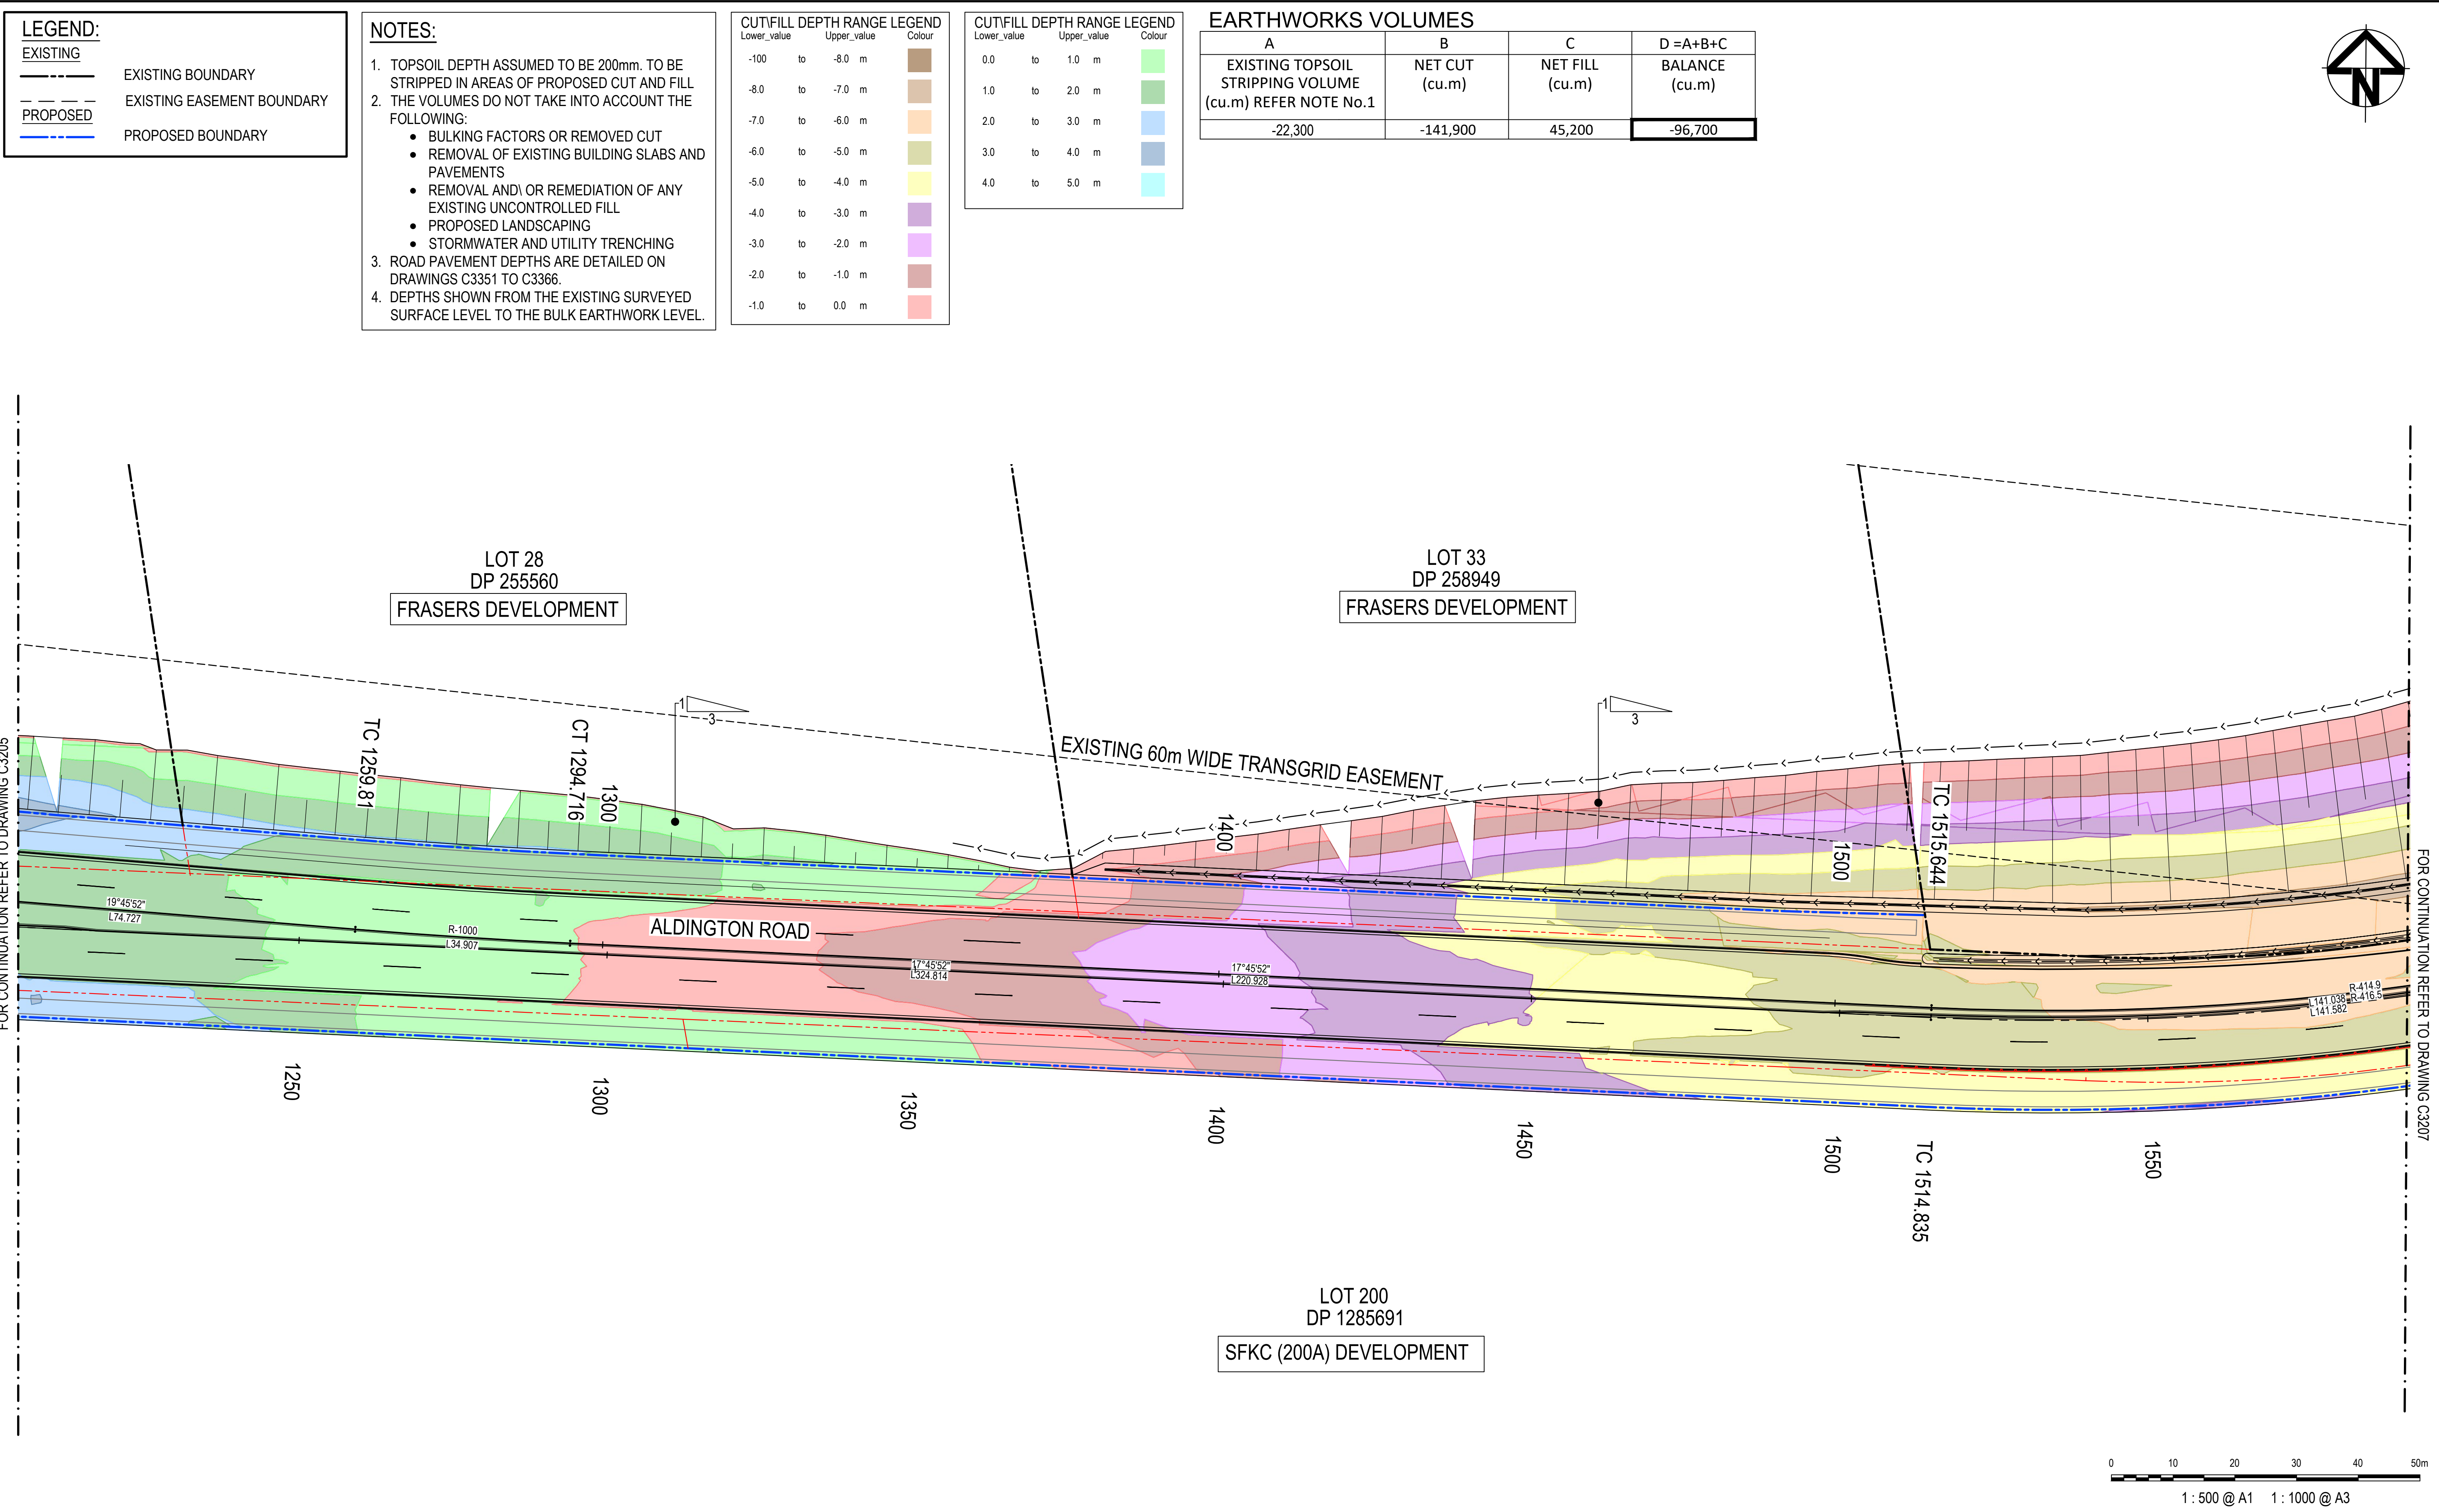 LEGEND:
EXISTING
EXISTING BOUNDARY
EXISTING EASEMENT BOUNDARY
PROPOSED
PROPOSED BOUNDARY
NOTES:
1. TOPSOIL DEPTH ASSUMED TO BE 200mm. TO BE
STRIPPED IN AREAS OF PROPOSED CUT AND FILL
2. THE VOLUMES DO NOT TAKE INTO ACCOUNT THE
FOLLOWING:
• BULKING FACTORS OR REMOVED CUT
• REMOVAL OF EXISTING BUILDING SLABS AND
PAVEMENTS
• REMOVAL AND\ OR REMEDIATION OF ANY
EXISTING UNCONTROLLED FILL
• PROPOSED LANDSCAPING
• STORMWATER AND UTILITY TRENCHING
3. ROAD PAVEMENT DEPTHS ARE DETAILED ON
DRAWINGS C3351 TO C3366.
4. DEPTHS SHOWN FROM THE EXISTING SURVEYED
SURFACE LEVEL TO THE BULK EARTHWORK LEVEL.
CUT\FILL DEPTH RANGE LEGEND
Lower_value Upper_value Colour
-100 to -8.0 m
-8.0 to -7.0 m
-7.0 to -6.0 m
-6.0 to -5.0 m
-5.0 to -4.0 m
-4.0 to -3.0 m
-3.0 to -2.0 m
-2.0 to -1.0 m
-1.0 to 0.0 m
CUT\FILL DEPTH RANGE LEGEND
Lower_value Upper_value Colour
0.0 to 1.0 m
1.0 to 2.0 m
2.0 to 3.0 m
3.0 to 4.0 m
4.0 to 5.0 m
EARTHWORKS VOLUMES
A B C D =A+B+C
EXISTING TOPSOIL
STRIPPING VOLUME
(cu.m) REFER NOTE No.1
NET CUT
(cu.m)
NET FILL
(cu.m)
BALANCE
(cu.m)
-22,300 -141,900 45,200 -96,700
N
LOT 28
DP 255560
FRASERS DEVELOPMENT
LOT 33
DP 258949
FRASERS DEVELOPMENT
1
3
1
3
EXISTING 60m WIDE TRANSGRID EASEMENT
FOR CONTINUATION REFER TO DRAWING C3205
TC 1259.81
CT 1294.716
1300
1400
1500
TC 1515.644
FOR CONTINUATION REFER TO DRAWING C3207
19°45'52"
L74.727
R-1000
L34.907
ALDINGTON ROAD
17°45'52"
L324.814
17°45'52"
L220.928
R-414.9
L141.038 R-416.5
L141.582
1250
1300
1350
1400
1450
1500
TC 1514.835
1550
LOT 200
DP 1285691
SFKC (200A) DEVELOPMENT
0 10 20 30 40 50m
1 : 500 @ A1 1 : 1000 @ A3